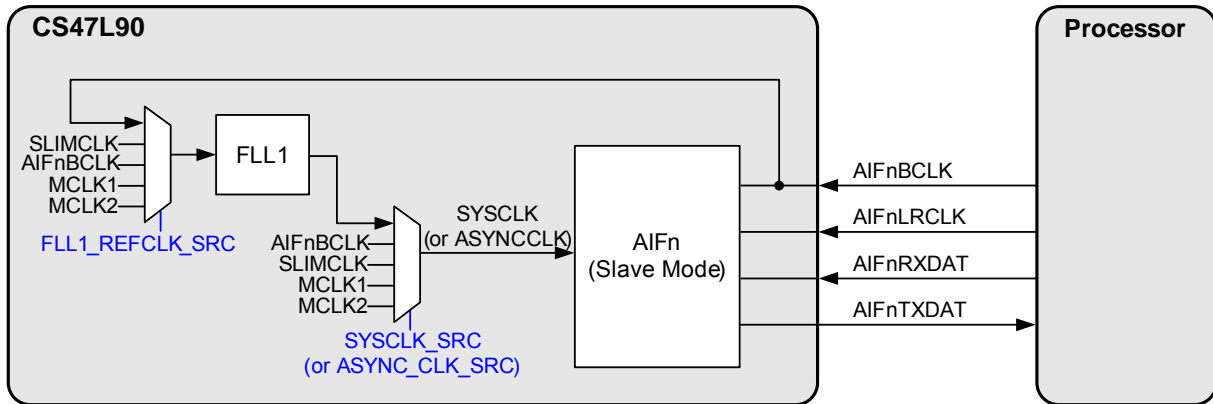 CS47L90
Processor
SLIMCLK
AIFnBCLK
MCLK1
MCLK2
FLL1_REFCLK_SRC
FLL1
AIFnBCLK
SLIMCLK
MCLK1
MCLK2
SYSCLK_SRC
(or ASYNC_CLK_SRC)
SYSCLK
(or ASYNCCLK)
AIFn
(Slave Mode)
AIFnBCLK
AIFnLRCLK
AIFnRXDAT
AIFnTXDAT